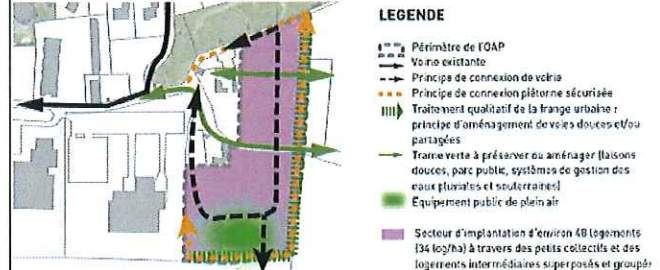 LEGENDE
Périmètre de l'OAP
Voirie existante
Principe de connexion de voirie
Principe de connexion piétonne sécurisée
Traitement qualitatif de la frange urbaine :
principe d'aménagement de voies douces et/ou
partagées
Trame verte à préserver ou aménager (liaisons
douces, parc public, systèmes de gestion des
eaux pluviales et souterraines)
Equipement public de plein air
Secteur d'implantation d'environ 48 logements
(34 log/ha) à travers des petits collectifs et des
logements intermédiaires superposés et groupés